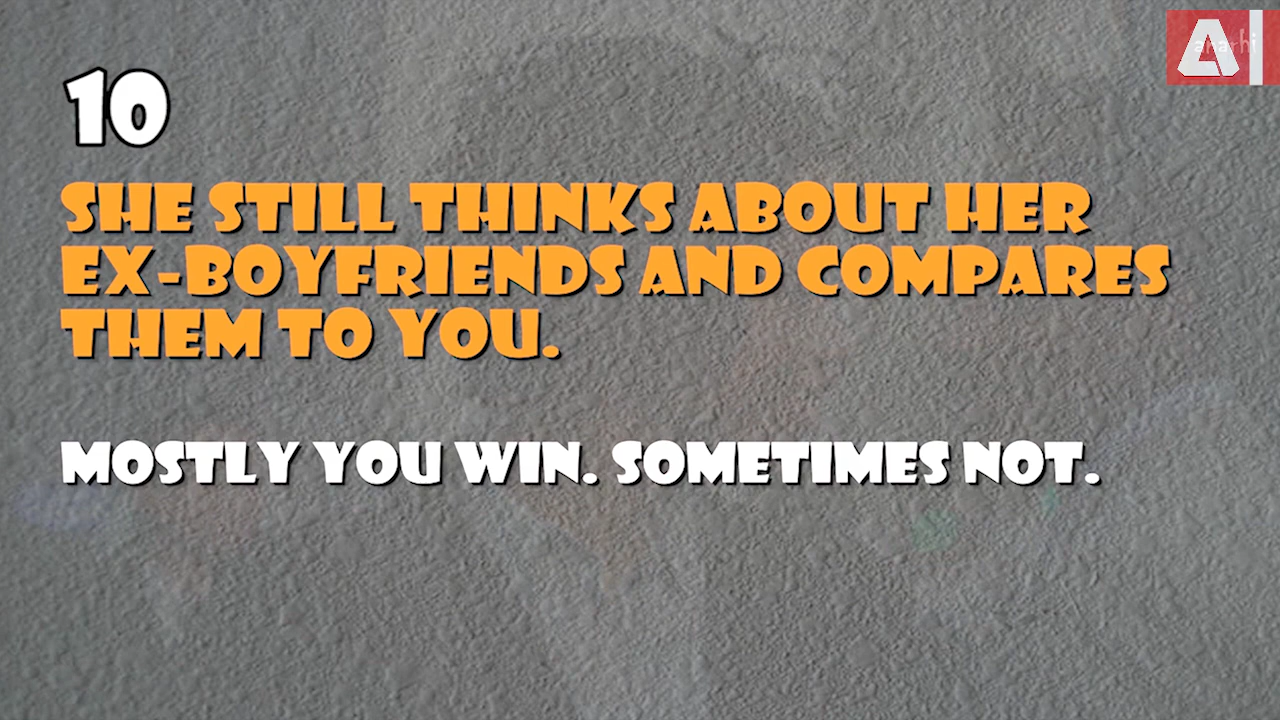 10
SHE STILL THINKS ABOUT HER
EX-BOYFRIENDS AND COMPARES
THEM TO YOU.
MOSTLY YOU WIN. SOMETIMES NOT.